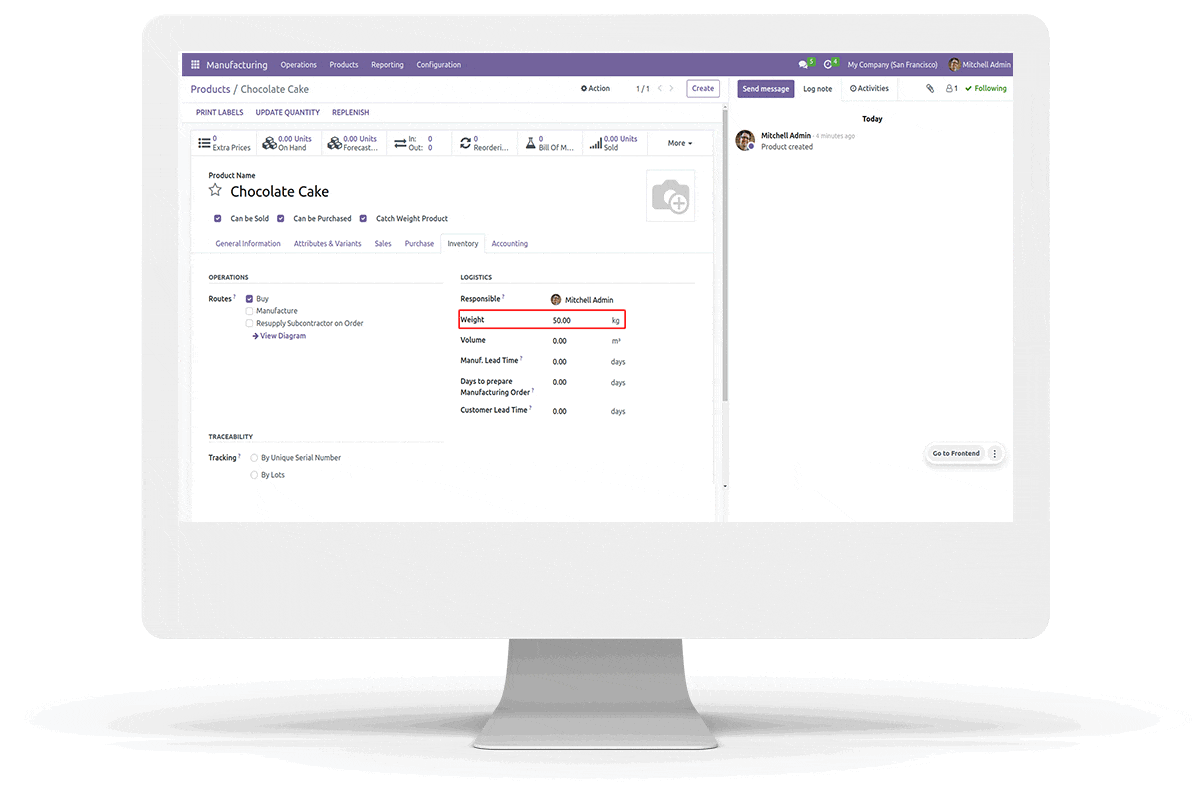 Manufacturing Operations Products Reporting Configuration 5 4 My Company (San Francisco) Mitchell Admin
Products / Chocolate Cake
Action 1 / 1 Create
PRINT LABELS UPDATE QUANTITY REPLENISH
0 Extra Prices
0.00 Units On Hand
0.00 Units Forecast...
In: 0
Out: 0
0 Reorderi...
0 Bill Of M...
0.00 Units Sold
More
Product Name
Chocolate Cake
Can be Sold Can be Purchased Catch Weight Product
General Information Attributes & Variants Sales Purchase Inventory Accounting
OPERATIONS
Routes ? Buy
Manufacture
Resupply Subcontractor on Order
View Diagram
LOGISTICS
Responsible ? Mitchell Admin
Weight 50.00 kg
Volume 0.00 m³
Manuf. Lead Time ? 0.00 days
Days to prepare 0.00 days
Manufacturing Order ?
Customer Lead Time ? 0.00 days
TRACEABILITY
Tracking ? By Unique Serial Number
By Lots
Send message Log note Activities 1 Following
Today
Mitchell Admin - 4 minutes ago
Product created
Go to Frontend